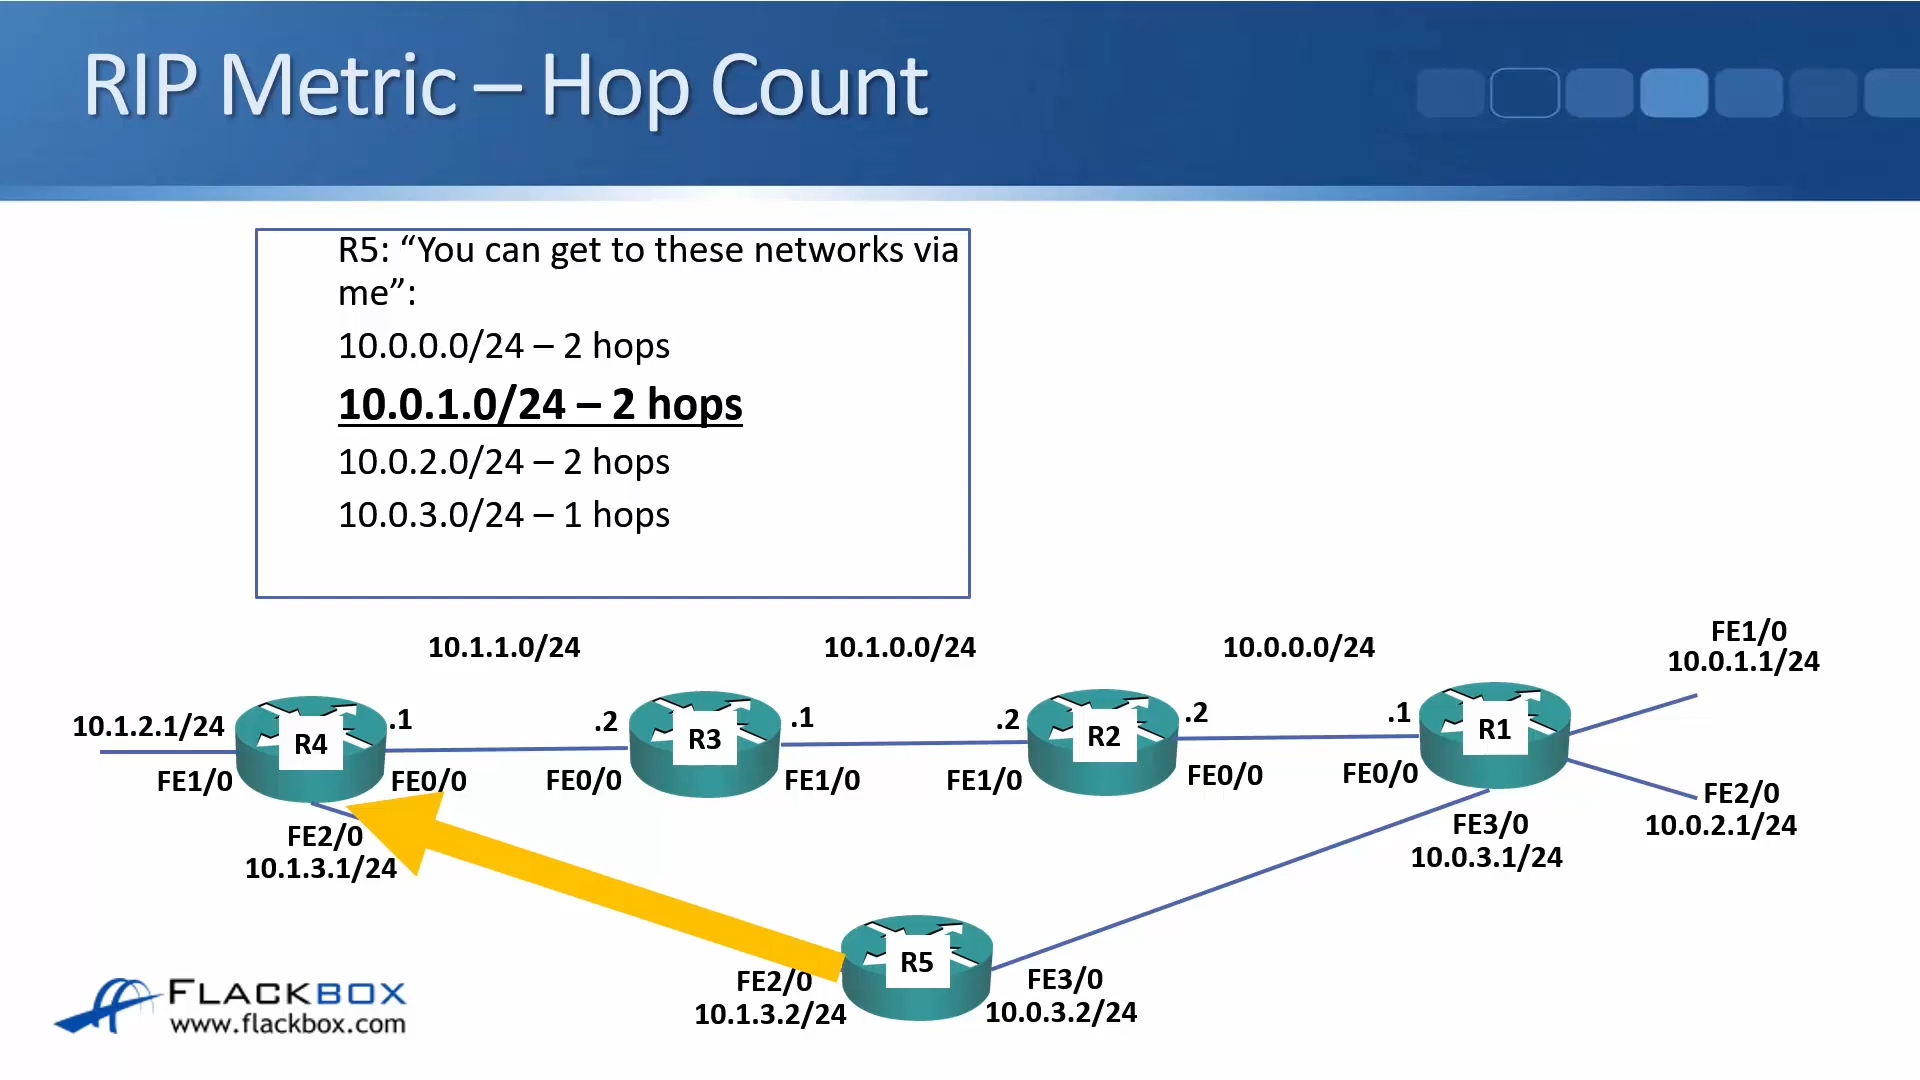 RIP Metric – Hop Count
R5: “You can get to these networks via
me”:
10.0.0.0/24 – 2 hops
10.0.1.0/24 – 2 hops
10.0.2.0/24 – 2 hops
10.0.3.0/24 – 1 hops
10.1.1.0/24
10.1.0.0/24
10.0.0.0/24
FE1/0
10.0.1.1/24
10.1.2.1/24
R4
.1
.2
R3
.1
.2
R2
.2
.1
R1
FE1/0
FE0/0
FE0/0
FE1/0
FE1/0
FE0/0
FE0/0
FE2/0
10.0.2.1/24
FE2/0
10.1.3.1/24
FE3/0
10.0.3.1/24
R5
FE2/0
10.1.3.2/24
FE3/0
10.0.3.2/24
FLACKBOX
www.flackbox.com